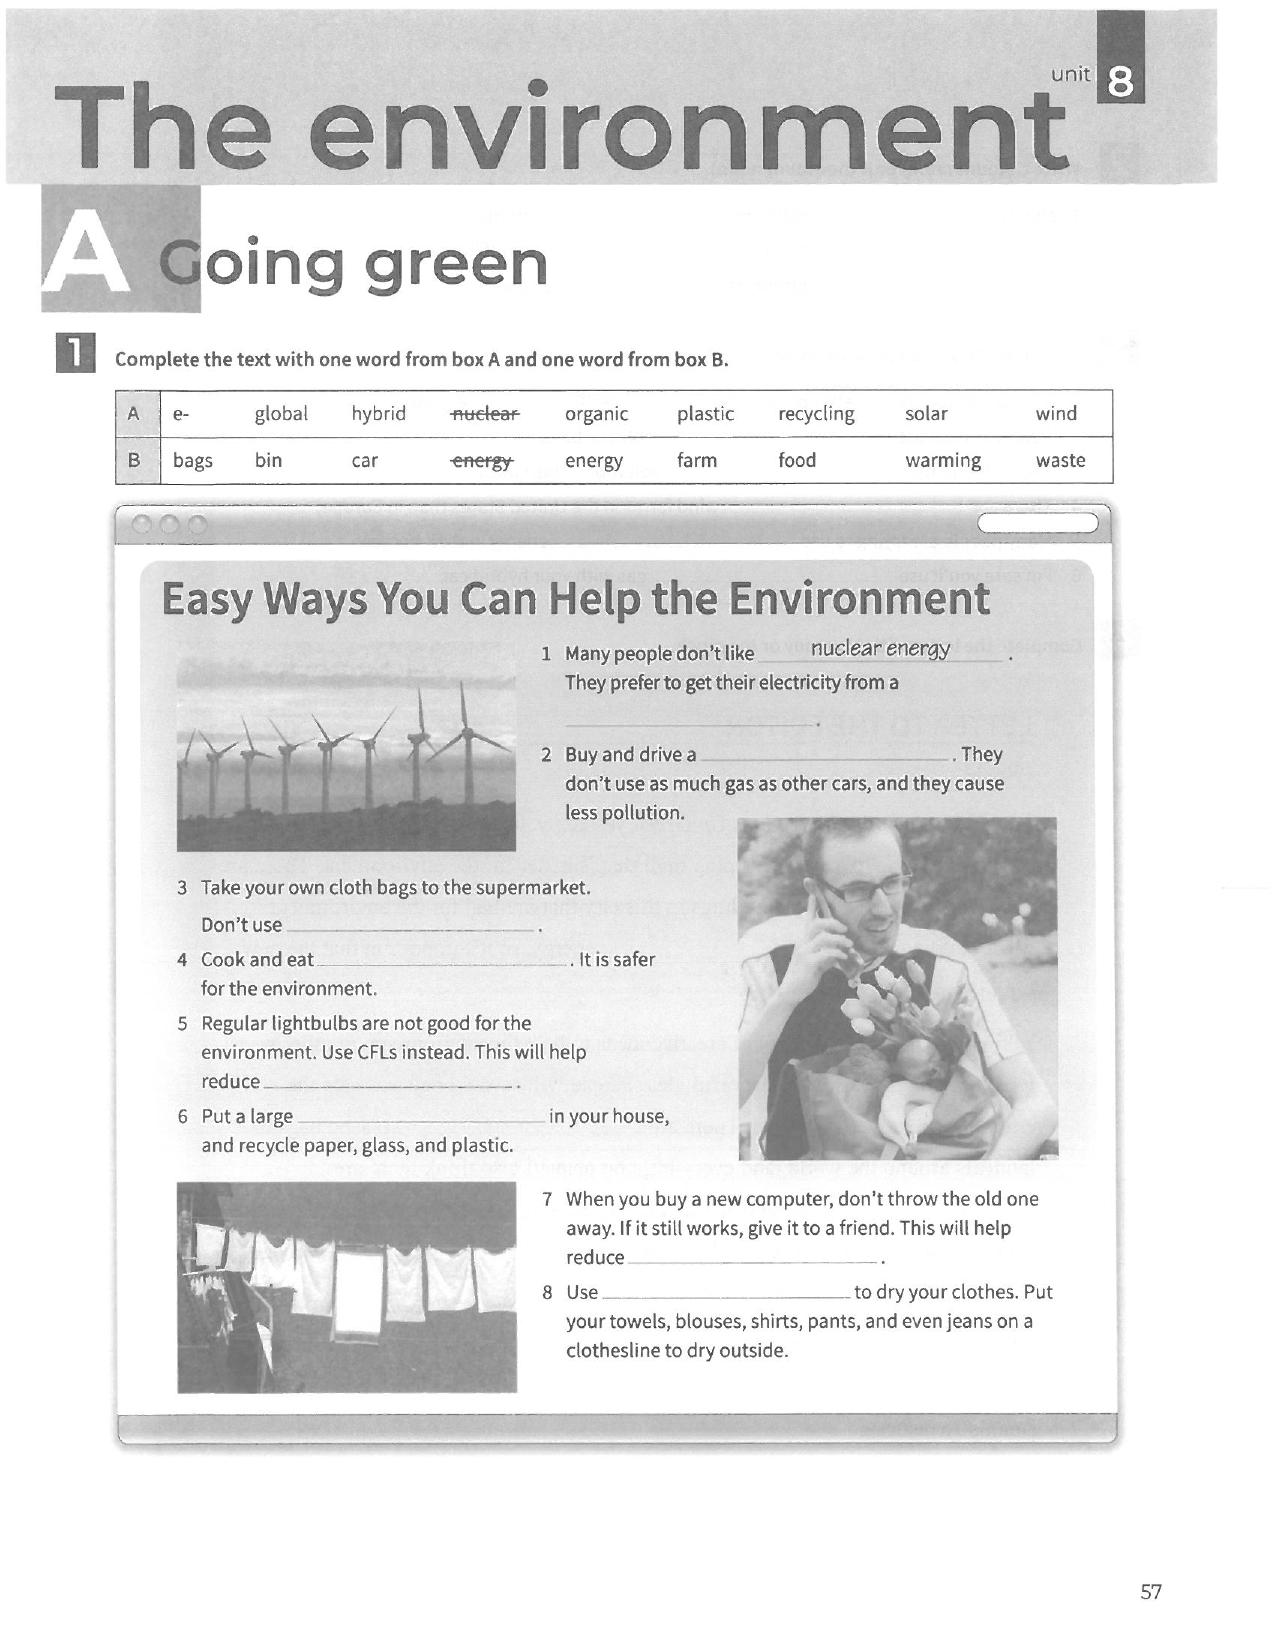 unit 8
The environment
A Going green
1 Complete the text with one word from box A and one word from box B.
A e- global hybrid nuclear organic plastic recycling solar wind
B bags bin car energy energy farm food warming waste
Easy Ways You Can Help the Environment
1 Many people don't like nuclear energy .
They prefer to get their electricity from a
.
2 Buy and drive a . They
don't use as much gas as other cars, and they cause
less pollution.
3 Take your own cloth bags to the supermarket.
Don't use .
4 Cook and eat . It is safer
for the environment.
5 Regular lightbulbs are not good for the
environment. Use CFLs instead. This will help
reduce .
6 Put a large in your house,
and recycle paper, glass, and plastic.
7 When you buy a new computer, don't throw the old one
away. If it still works, give it to a friend. This will help
reduce .
8 Use to dry your clothes. Put
your towels, blouses, shirts, pants, and even jeans on a
clothesline to dry outside.
57